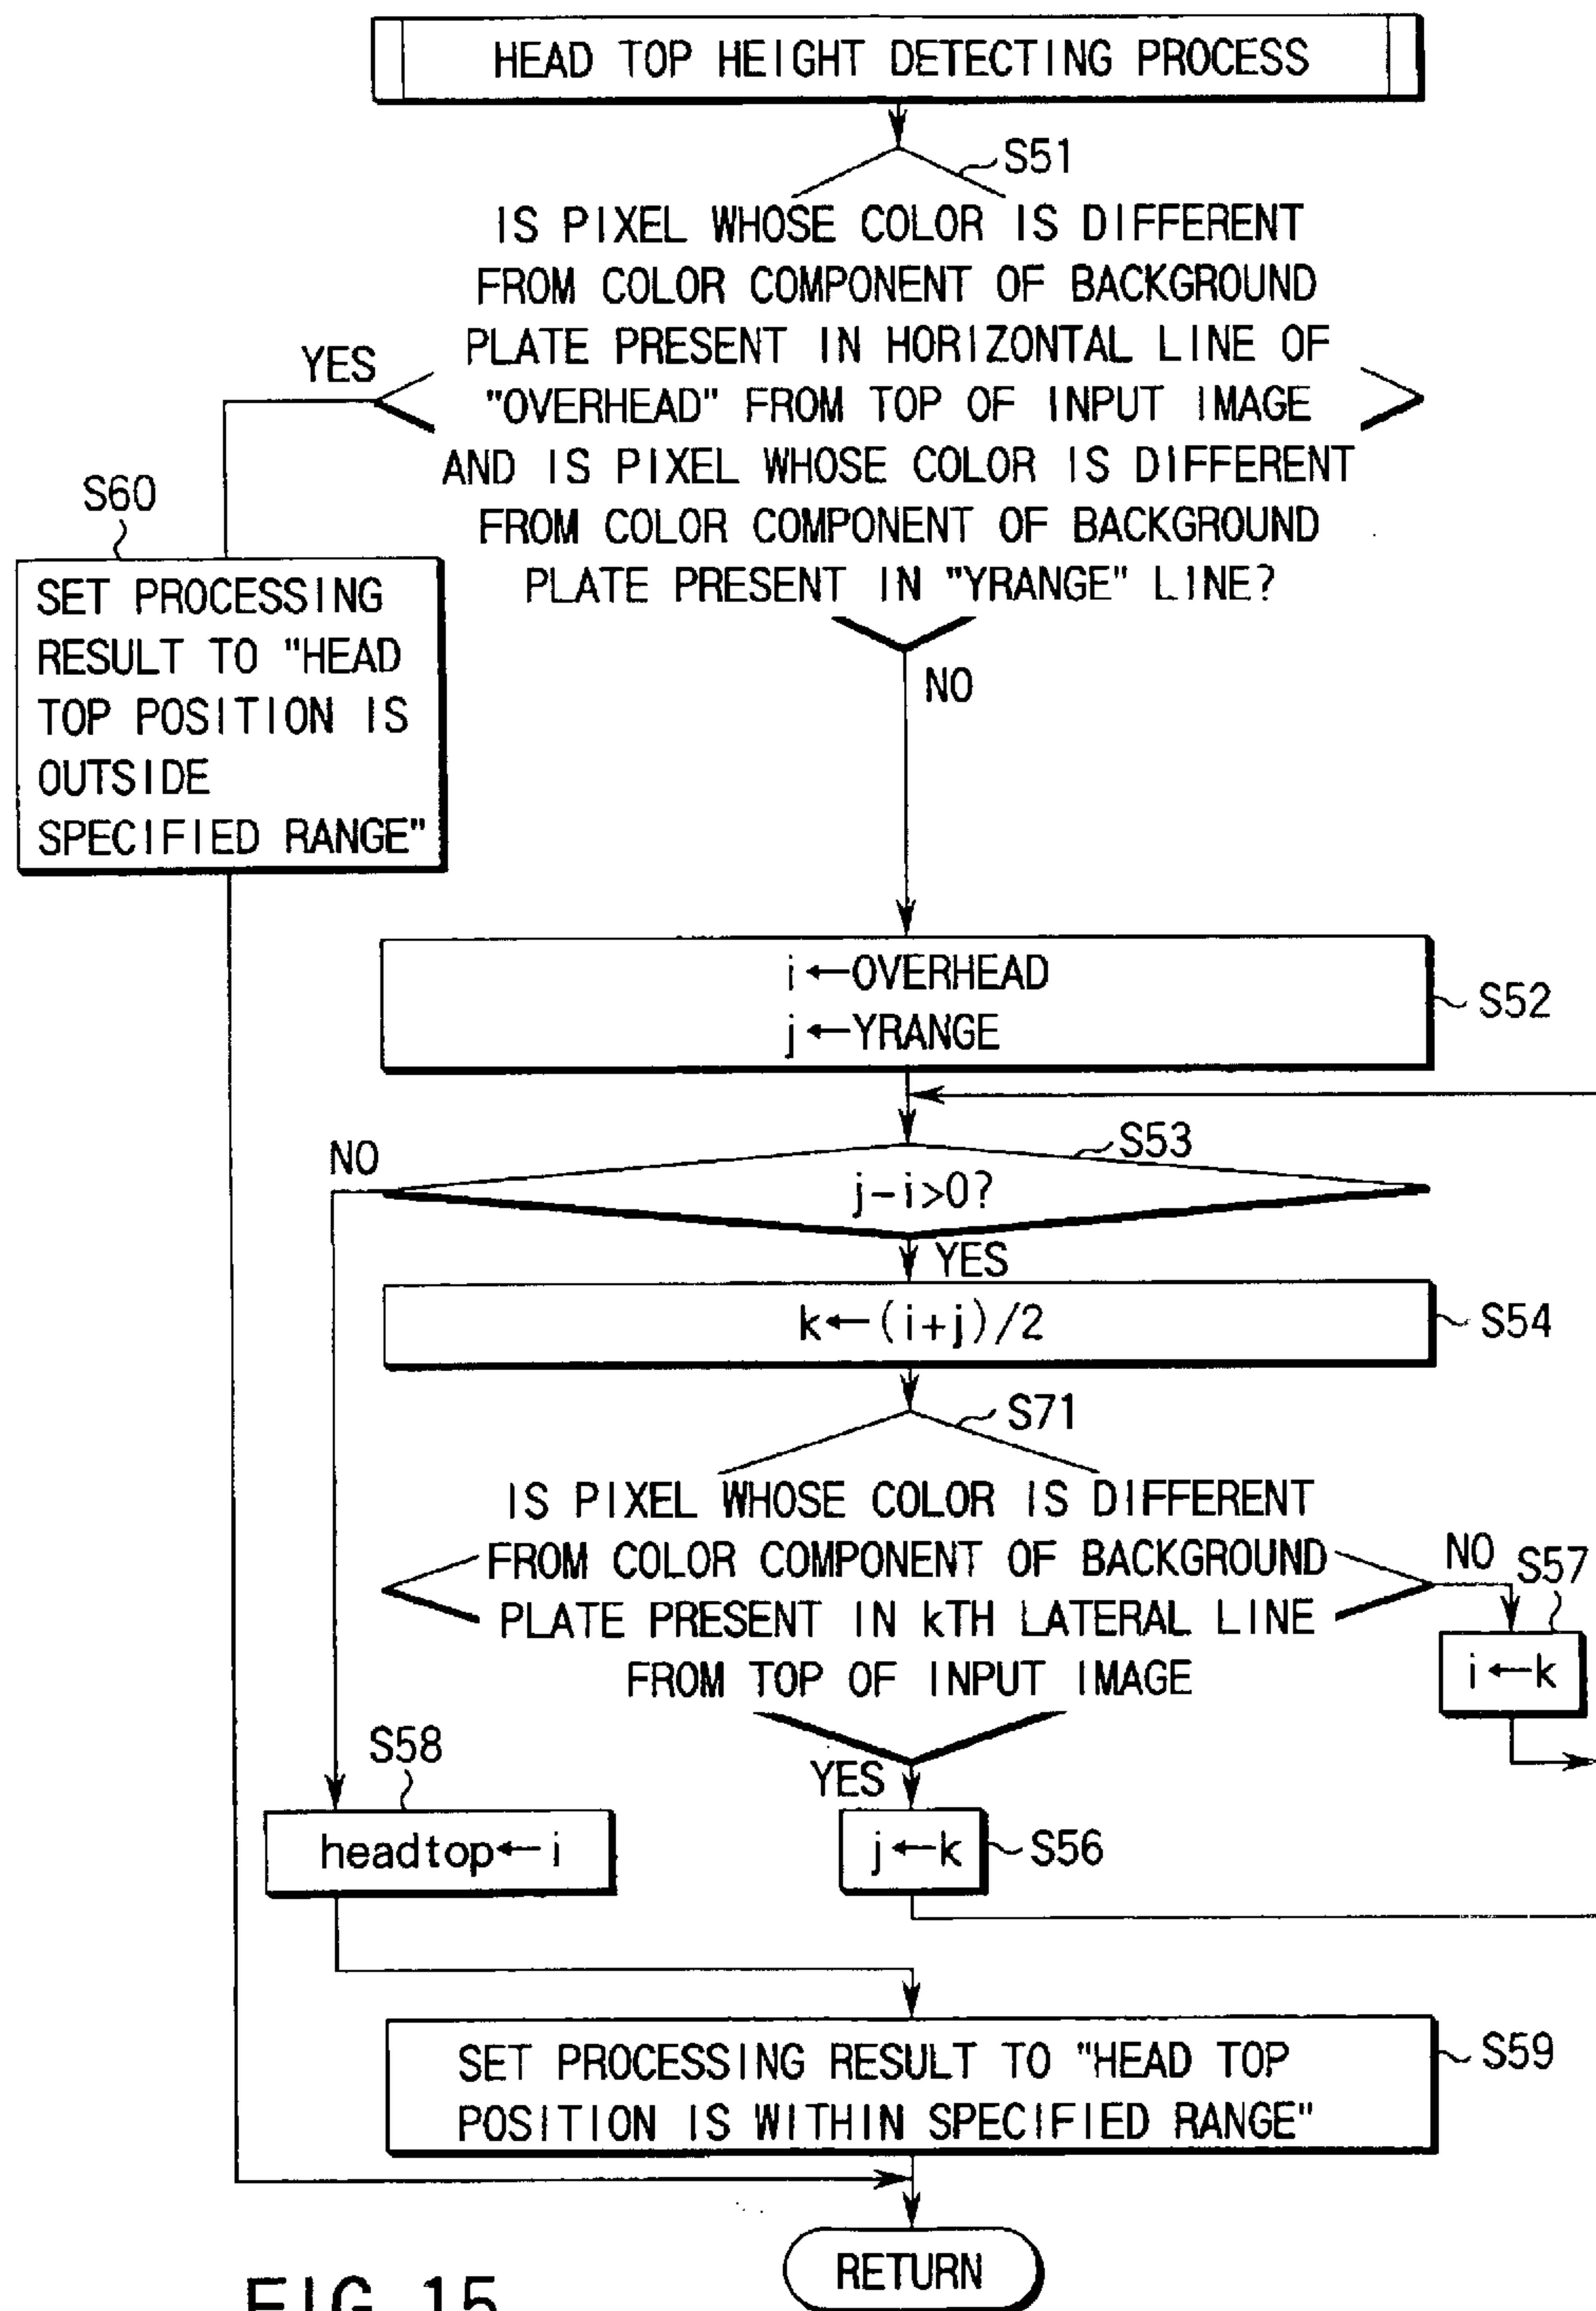 HEAD TOP HEIGHT DETECTING PROCESS
S51
IS PIXEL WHOSE COLOR IS DIFFERENT
FROM COLOR COMPONENT OF BACKGROUND
PLATE PRESENT IN HORIZONTAL LINE OF
"OVERHEAD" FROM TOP OF INPUT IMAGE
AND IS PIXEL WHOSE COLOR IS DIFFERENT
FROM COLOR COMPONENT OF BACKGROUND
PLATE PRESENT IN "YRANGE" LINE?
YES
NO
S60
SET PROCESSING
RESULT TO "HEAD
TOP POSITION IS
OUTSIDE
SPECIFIED RANGE"
i←OVERHEAD
j←YRANGE
S52
S53
j-i>0?
NO
YES
k←(i+j)/2
S54
S71
IS PIXEL WHOSE COLOR IS DIFFERENT
FROM COLOR COMPONENT OF BACKGROUND
PLATE PRESENT IN kTH LATERAL LINE
FROM TOP OF INPUT IMAGE
NO
S57
i←k
YES
S58
headtop←i
j←k
S56
SET PROCESSING RESULT TO "HEAD TOP
POSITION IS WITHIN SPECIFIED RANGE"
S59
RETURN
FIG. 15